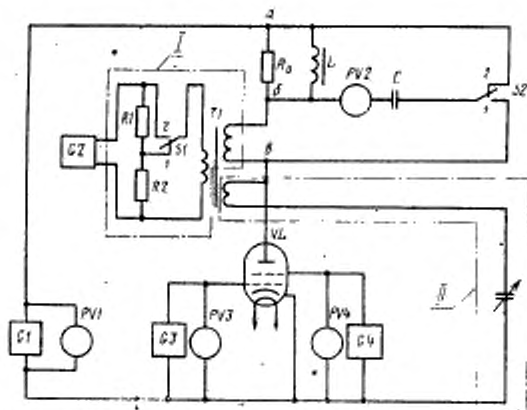 а
I
R0
L
PV2
C
2
S2
1
б
R1
T1
2
S1
1
G2
R2
в
VL
II
G1
PV1
G3
PV3
PV4
G4